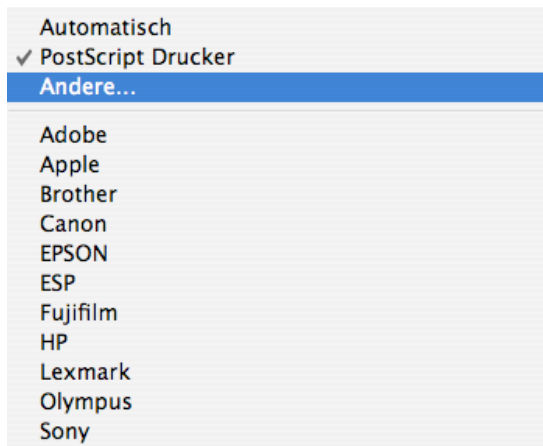 Automatisch
✓ PostScript Drucker
Andere...
Adobe
Apple
Brother
Canon
EPSON
ESP
Fujifilm
HP
Lexmark
Olympus
Sony